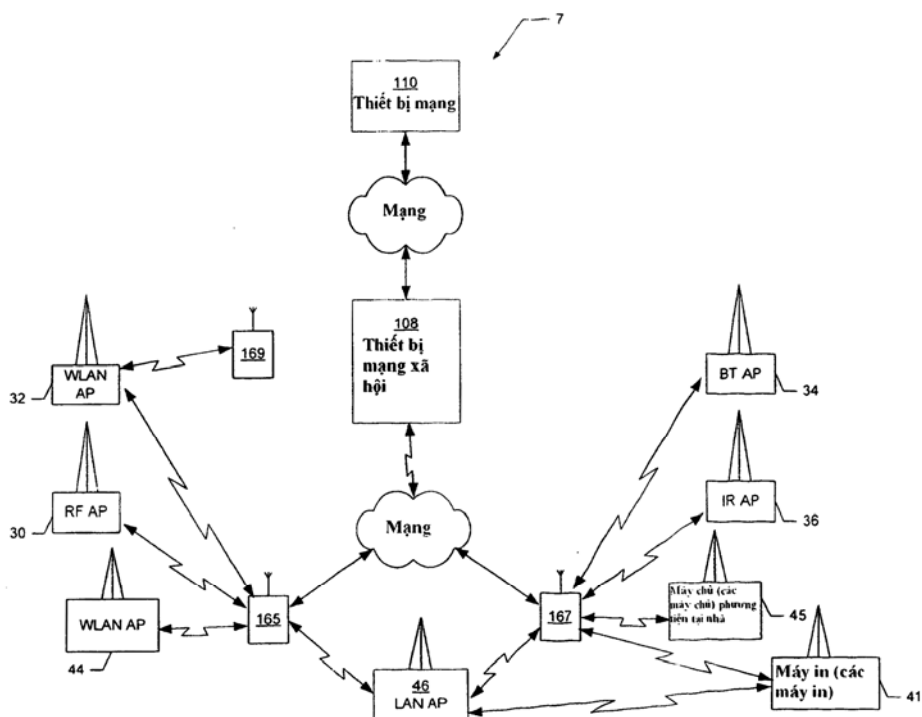 7
110
Thiết bị mạng
Mạng
108
Thiết bị
mạng xã
hội
169
WLAN
AP
32
BT AP
34
RF AP
30
IR AP
36
Mạng
WLAN AP
44
165
167
Máy chủ (các
máy chủ) phương
tiện tại nhà
45
46
LAN AP
Máy in (các
máy in)
41